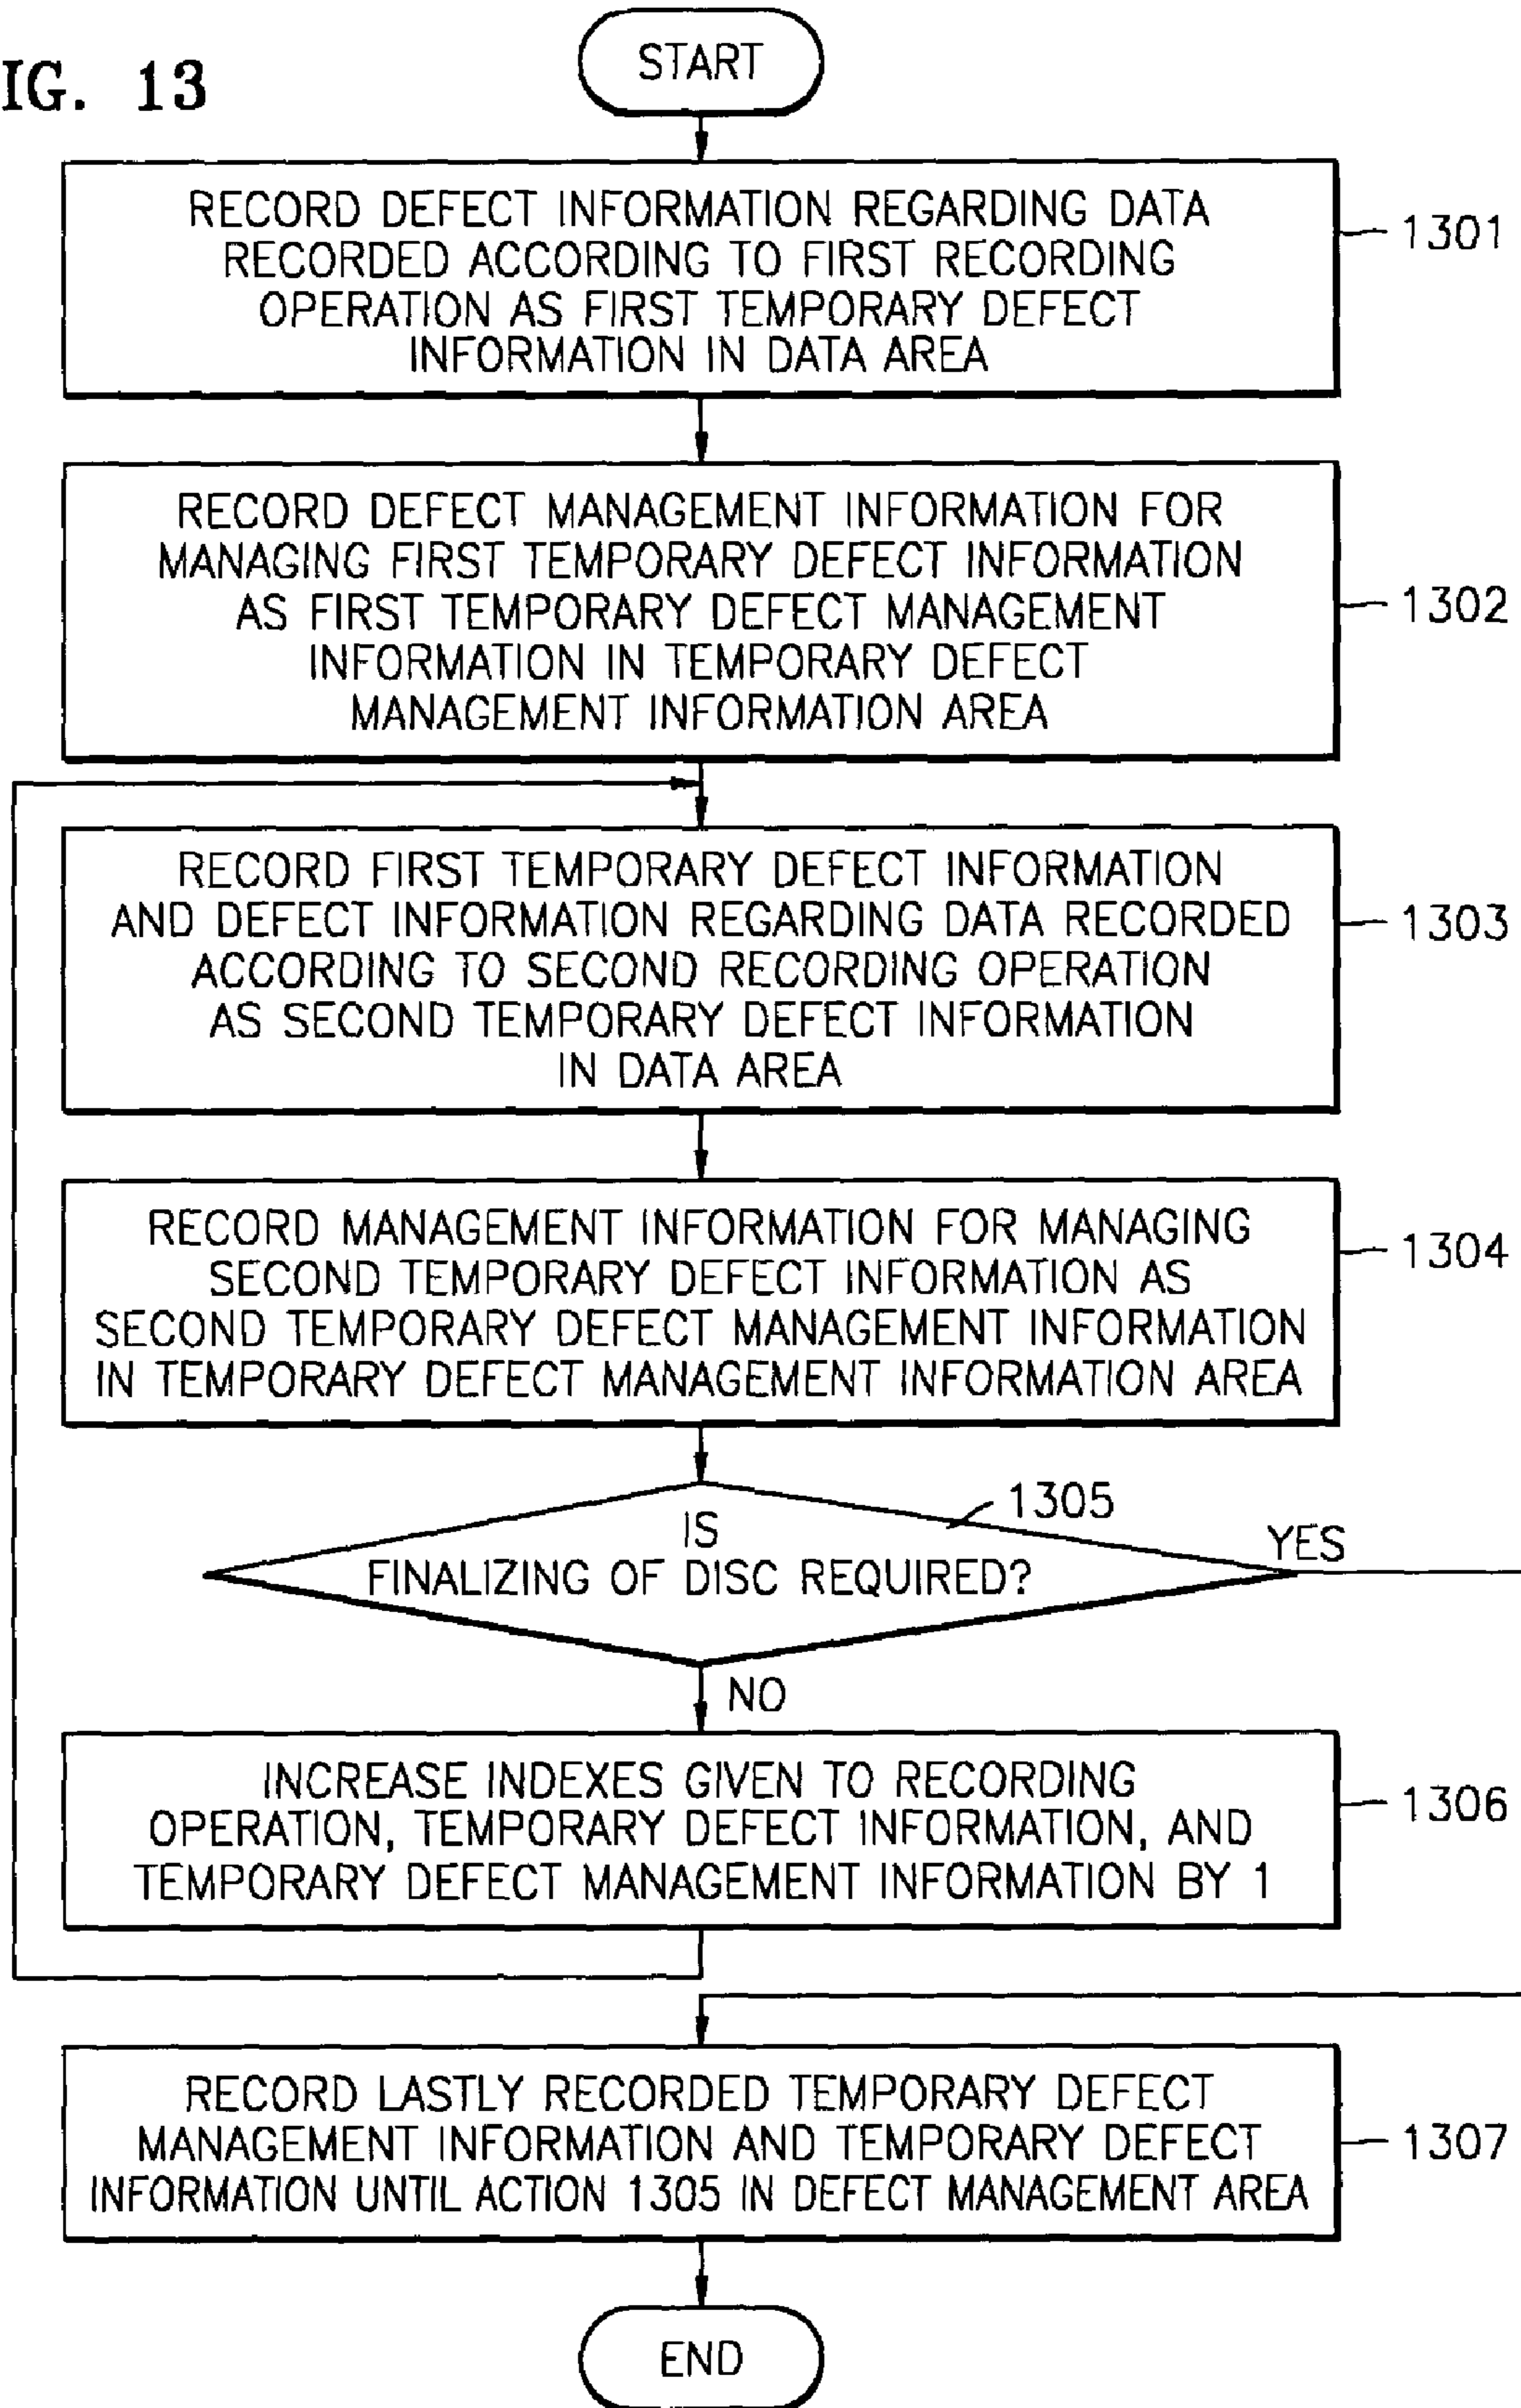 IG. 13
START
RECORD DEFECT INFORMATION REGARDING DATA
RECORDED ACCORDING TO FIRST RECORDING
OPERATION AS FIRST TEMPORARY DEFECT
INFORMATION IN DATA AREA
1301
RECORD DEFECT MANAGEMENT INFORMATION FOR
MANAGING FIRST TEMPORARY DEFECT INFORMATION
AS FIRST TEMPORARY DEFECT MANAGEMENT
INFORMATION IN TEMPORARY DEFECT
MANAGEMENT INFORMATION AREA
1302
RECORD FIRST TEMPORARY DEFECT INFORMATION
AND DEFECT INFORMATION REGARDING DATA RECORDED
ACCORDING TO SECOND RECORDING OPERATION
AS SECOND TEMPORARY DEFECT INFORMATION
IN DATA AREA
1303
RECORD MANAGEMENT INFORMATION FOR MANAGING
SECOND TEMPORARY DEFECT INFORMATION AS
SECOND TEMPORARY DEFECT MANAGEMENT INFORMATION
IN TEMPORARY DEFECT MANAGEMENT INFORMATION AREA
1304
1305
IS
FINALIZING OF DISC REQUIRED?
YES
NO
INCREASE INDEXES GIVEN TO RECORDING
OPERATION, TEMPORARY DEFECT INFORMATION, AND
TEMPORARY DEFECT MANAGEMENT INFORMATION BY 1
1306
RECORD LASTLY RECORDED TEMPORARY DEFECT
MANAGEMENT INFORMATION AND TEMPORARY DEFECT
INFORMATION UNTIL ACTION 1305 IN DEFECT MANAGEMENT AREA
1307
END